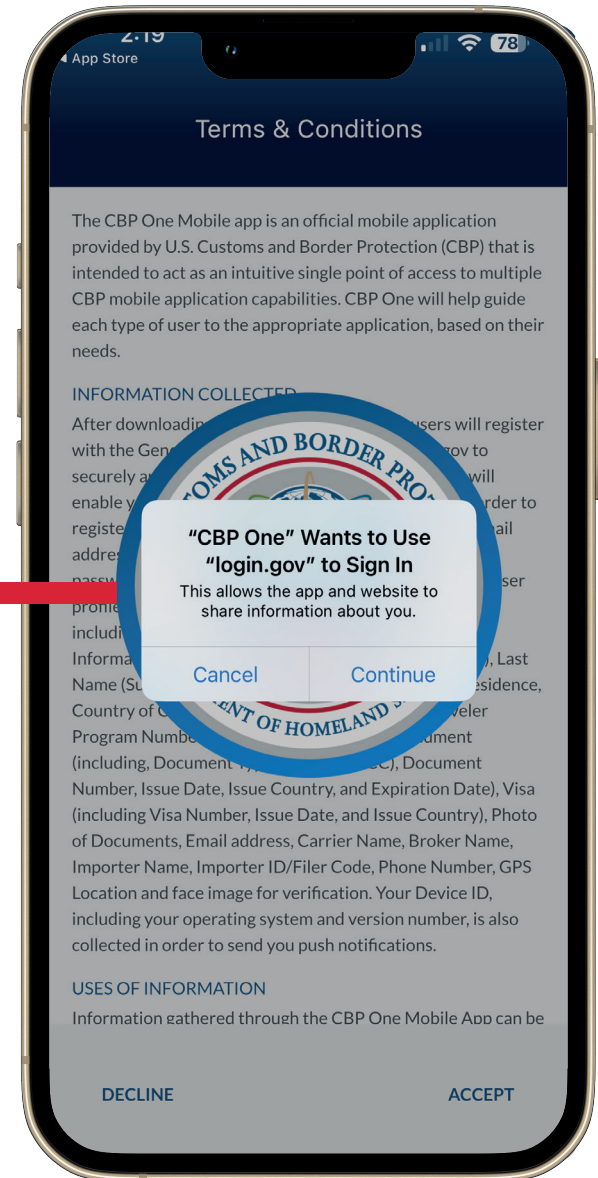 2:19
App Store
78
Terms & Conditions
The CBP One Mobile app is an official mobile application
provided by U.S. Customs and Border Protection (CBP) that is
intended to act as an intuitive single point of access to multiple
CBP mobile application capabilities. CBP One will help guide
each type of user to the appropriate application, based on their
needs.
INFORMATION COLLECTED
After downloadin users will register
with the Gen gov to
securely a will
enable y rder to
registe ail
addre
passw ser
profile
includi
Informa ), Last
Name (Su esidence,
Country of C veler
Program Numbe ument
(including, Document C), Document
Number, Issue Date, Issue Country, and Expiration Date), Visa
(including Visa Number, Issue Date, and Issue Country), Photo
of Documents, Email address, Carrier Name, Broker Name,
Importer Name, Importer ID/Filer Code, Phone Number, GPS
Location and face image for verification. Your Device ID,
including your operating system and version number, is also
collected in order to send you push notifications.
USES OF INFORMATION
Information gathered through the CBP One Mobile App can be
TOMS AND BORDER PRO
ENT OF HOMELAND S
“CBP One” Wants to Use
“login.gov” to Sign In
This allows the app and website to
share information about you.
Cancel Continue
DECLINE ACCEPT